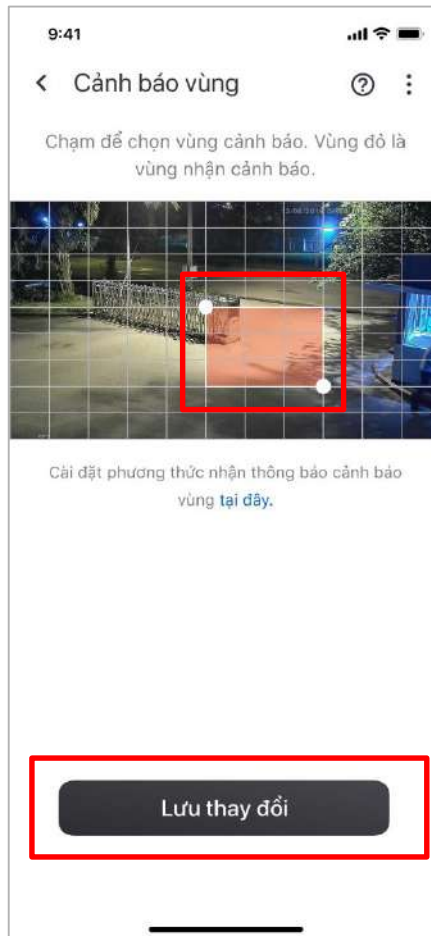 9:41
Cảnh báo vùng
Chạm để chọn vùng cảnh báo. Vùng đỏ là
vùng nhận cảnh báo.
Cài đặt phương thức nhận thông báo cảnh báo
vùng tại đây.
Lưu thay đổi